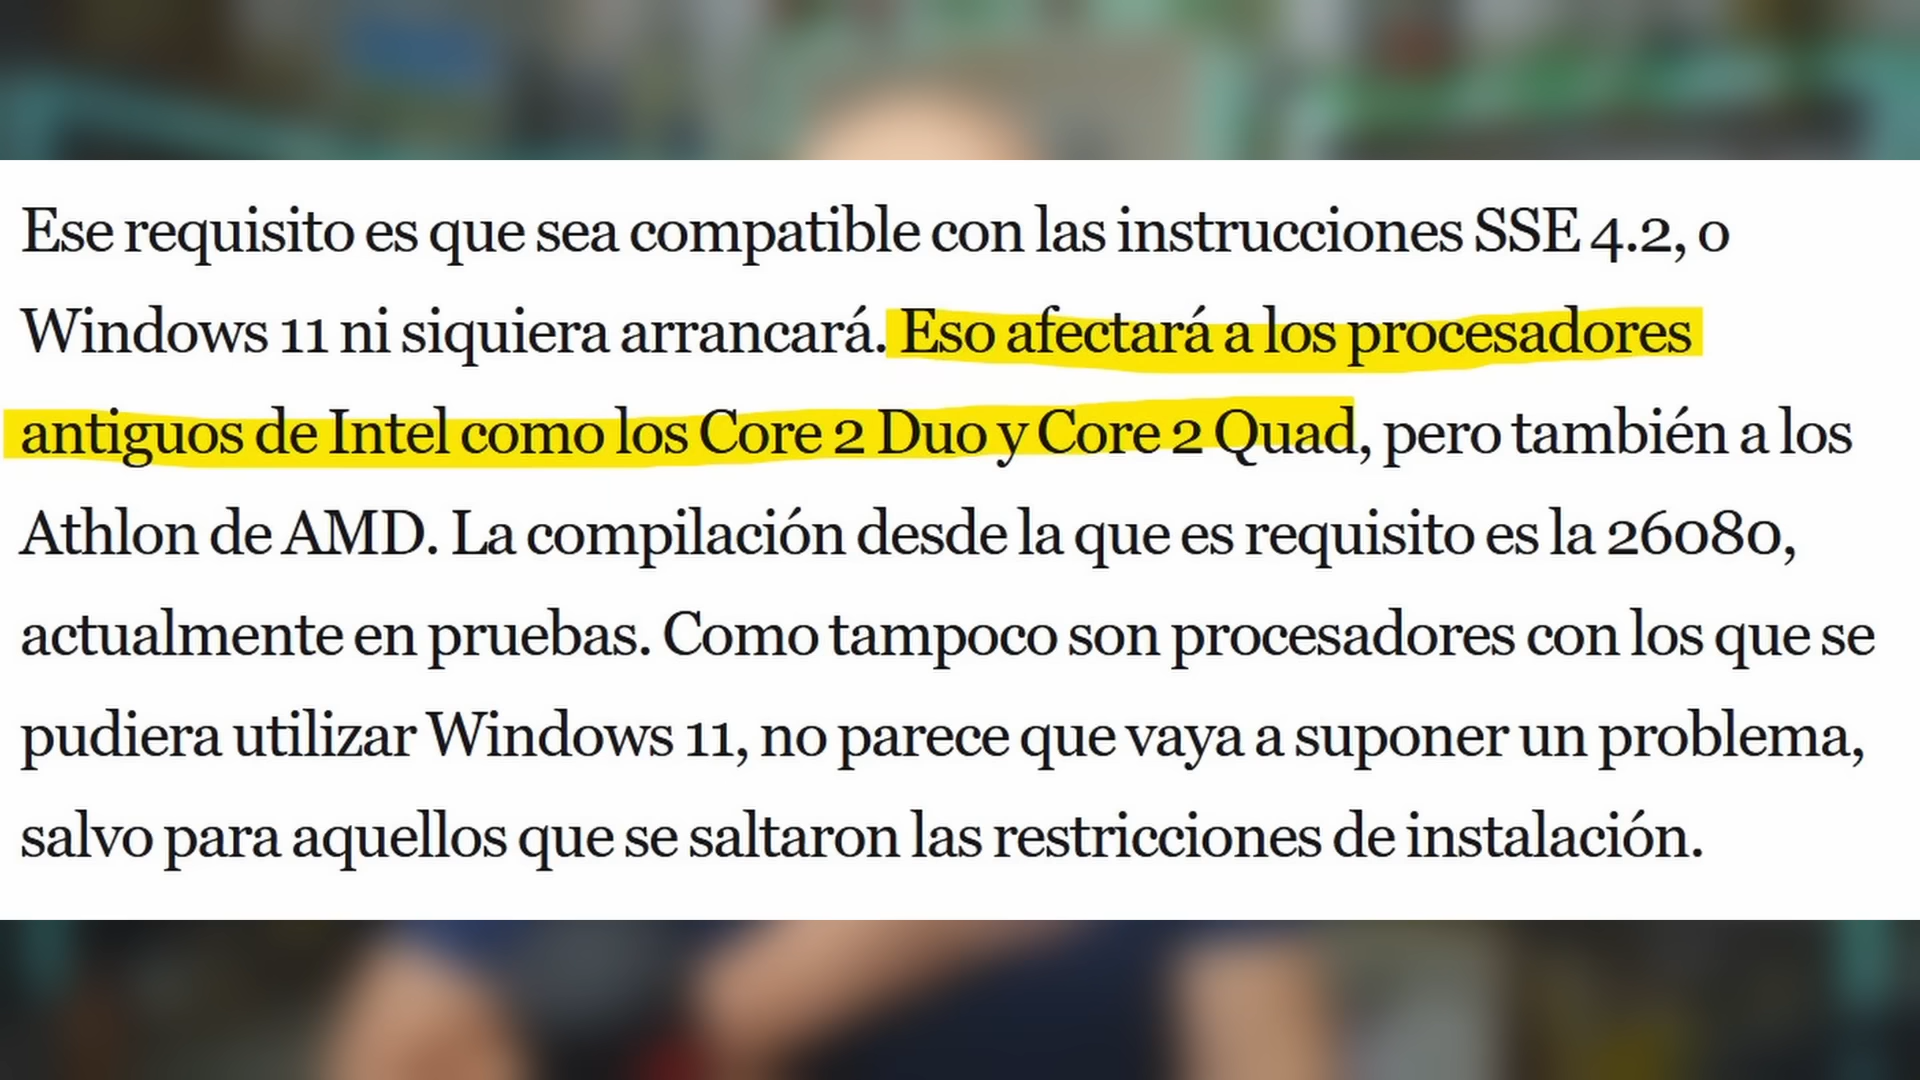 Ese requisito es que sea compatible con las instrucciones SSE 4.2, o
Windows 11 ni siquiera arrancará. Eso afectará a los procesadores
antiguos de Intel como los Core 2 Duo y Core 2 Quad, pero también a los
Athlon de AMD. La compilación desde la que es requisito es la 26080,
actualmente en pruebas. Como tampoco son procesadores con los que se
pudiera utilizar Windows 11, no parece que vaya a suponer un problema,
salvo para aquellos que se saltaron las restricciones de instalación.